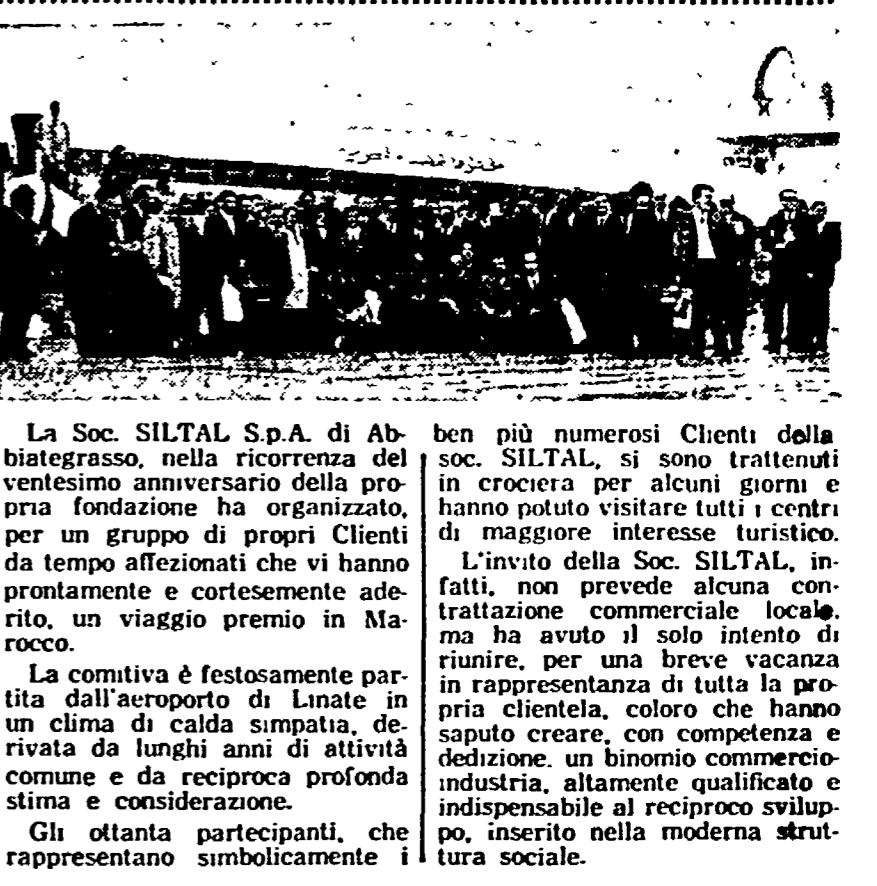 La Soc. SILTAL S.p.A. di Ab-
biategrasso, nella ricorrenza del
ventesimo anniversario della pro-
pria fondazione ha organizzato,
per un gruppo di propri Clienti
da tempo affezionati che vi hanno
prontamente e cortesemente ade-
rito, un viaggio premio in Ma-
rocco.
La comitiva è festosamente par-
tita dall'aeroporto di Linate in
un clima di calda simpatia, de-
rivata da lunghi anni di attività
comune e da reciproca profonda
stima e considerazione.
Gli ottanta partecipanti, che
rappresentano simbolicamente i
ben più numerosi Clienti della
soc. SILTAL, si sono trattenuti
in crociera per alcuni giorni e
hanno potuto visitare tutti i centri
di maggiore interesse turistico.
L'invito della Soc. SILTAL, in-
fatti, non prevede alcuna con-
trattazione commerciale locale,
ma ha avuto il solo intento di
riunire, per una breve vacanza
in rappresentanza di tutta la pro-
pria clientela, coloro che hanno
saputo creare, con competenza e
dedizione, un binomio commercio-
industria, altamente qualificato e
indispensabile al reciproco svilup-
po, inserito nella moderna strut-
tura sociale.